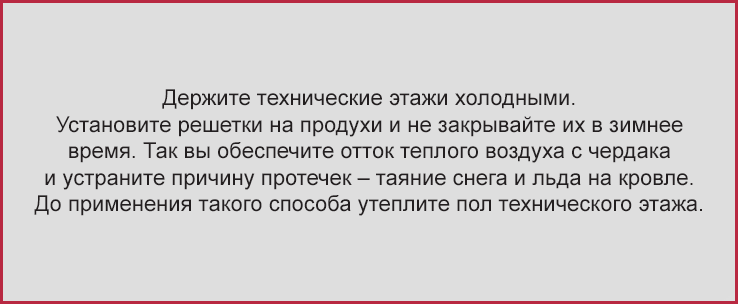 Держите технические этажи холодными.
Установите решетки на продухи и не закрывайте их в зимнее
время. Так вы обеспечите отток теплого воздуха с чердака
и устраните причину протечек – таяние снега и льда на кровле.
До применения такого способа утеплите пол технического этажа.